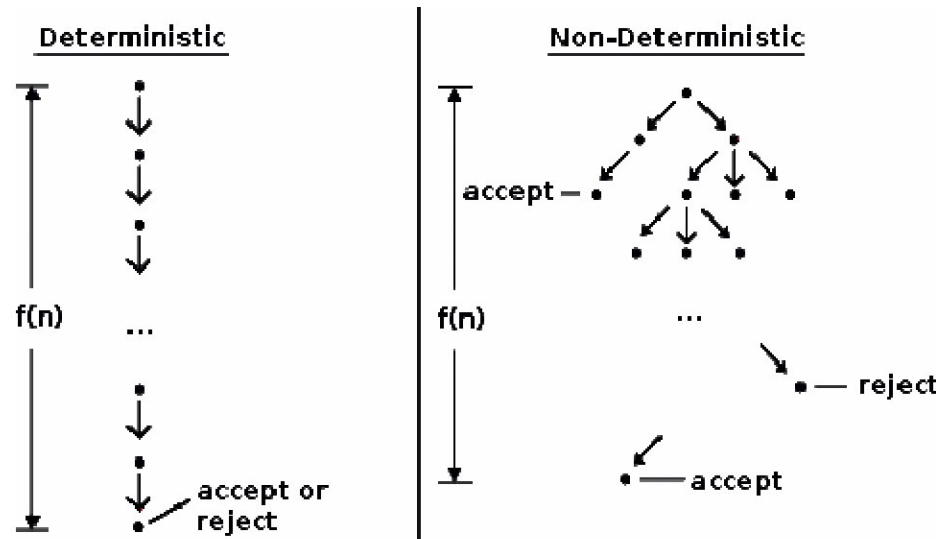 Deterministic
f(n)
...
accept or
reject
Non-Deterministic
accept
f(n)
...
reject
accept